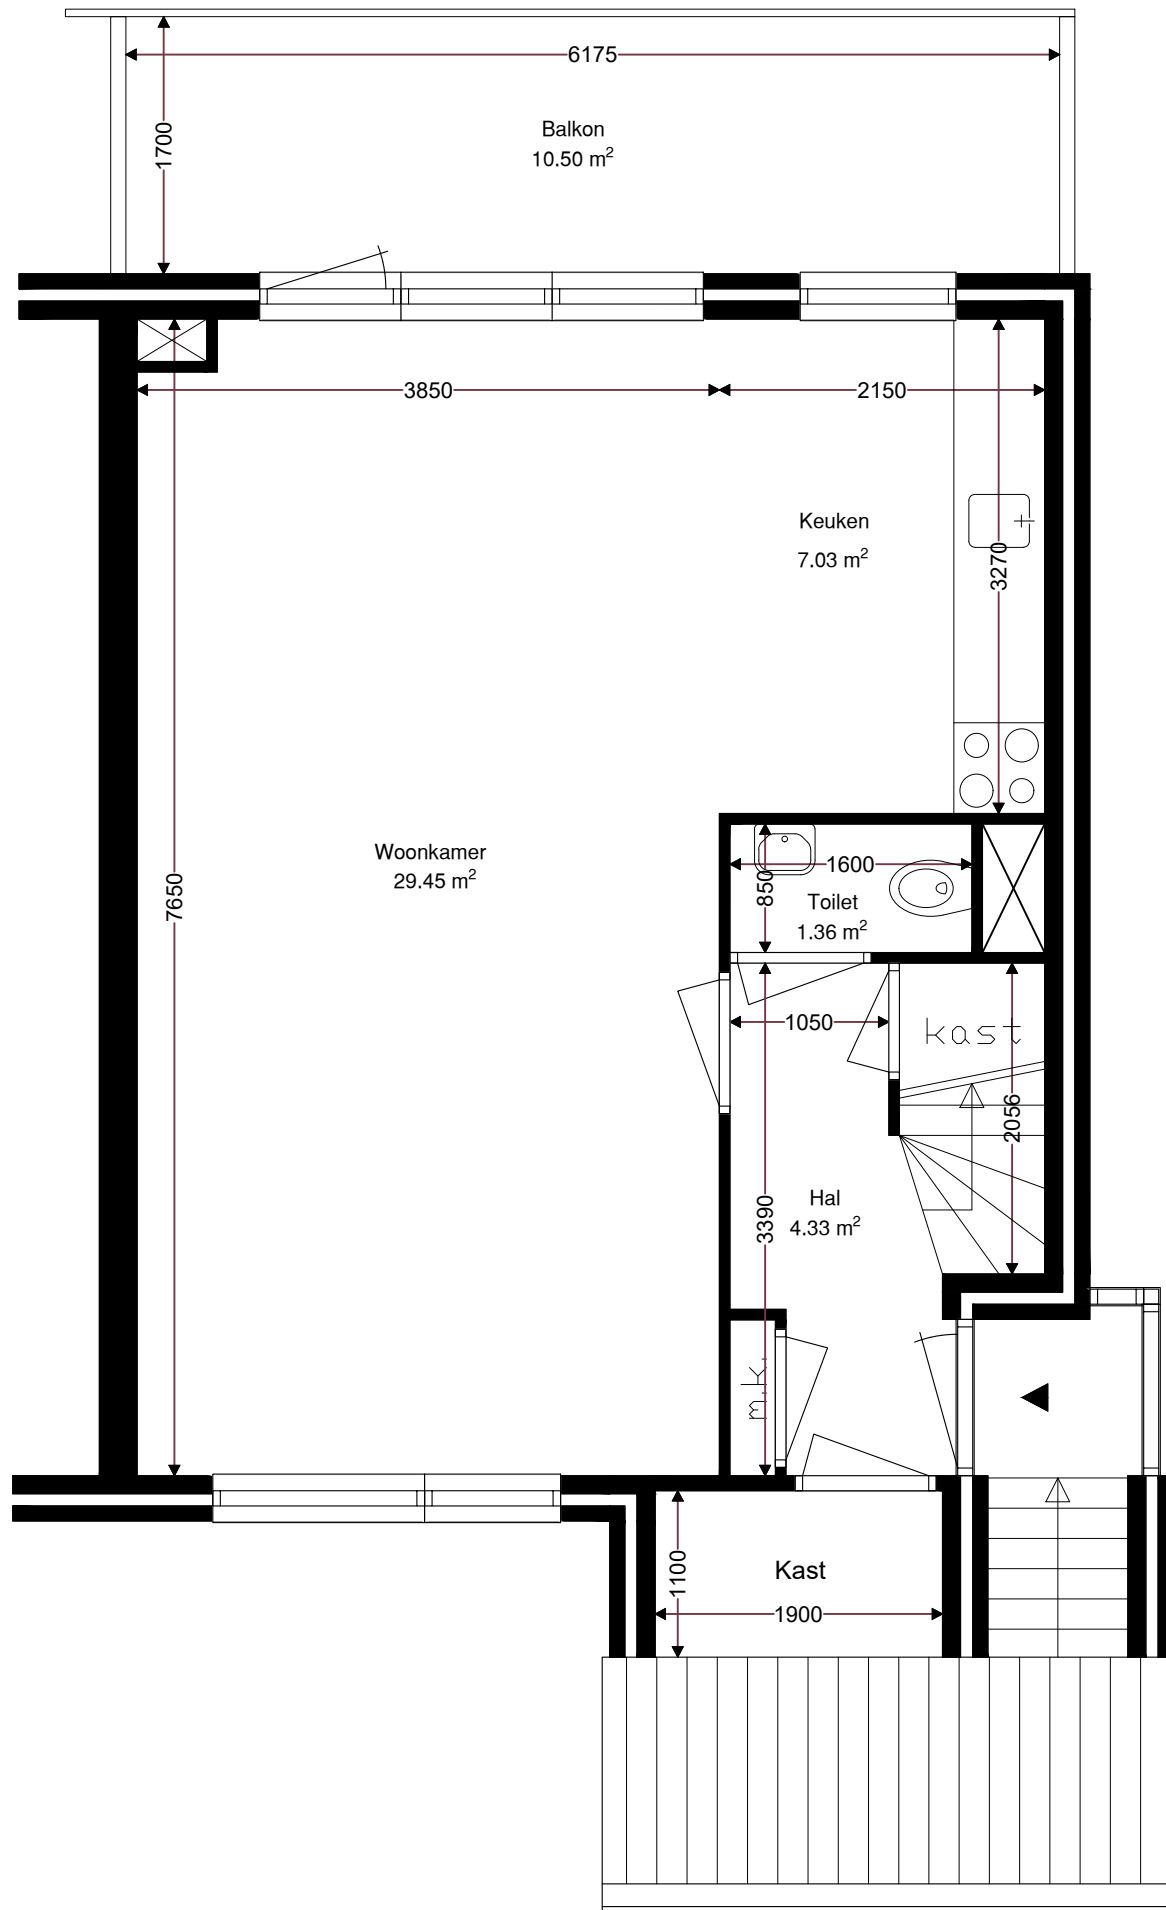 6175
1700
Balkon
10.50 m²
3850
2150
Keuken
7.03 m²
3270
Woonkamer
29.45 m²
7650
1600
850
Toilet
1.36 m²
1050
kast
2056
Hal
4.33 m²
3390
m.k.
Kast
1100
1900